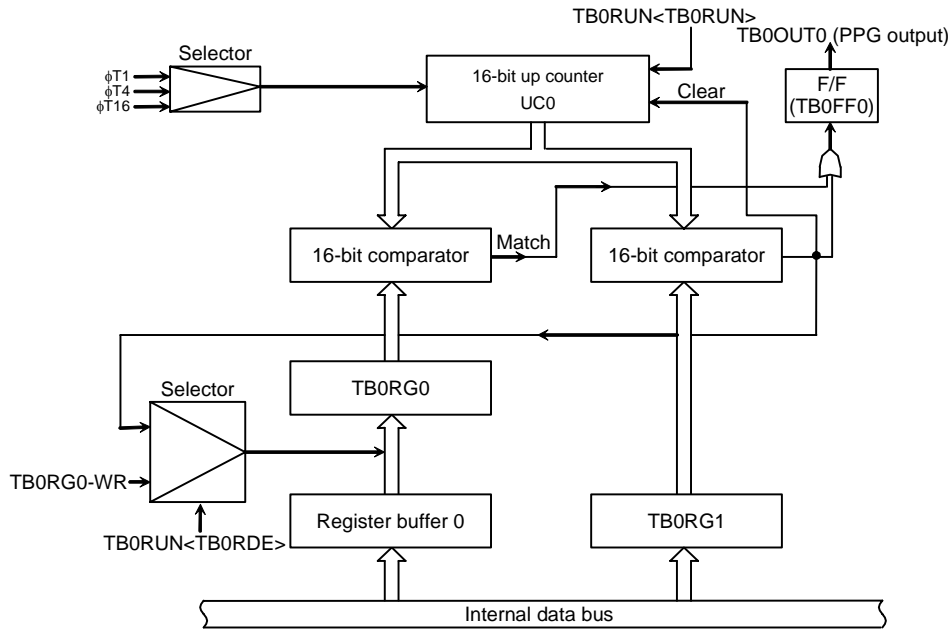 TB0RUN<TB0RUN>
TB0OUT0 (PPG output)
Selector
φT1
φT4
φT16
16-bit up counter
UC0
Clear
F/F
(TB0FF0)
16-bit comparator
Match
16-bit comparator
TB0RG0
Selector
TB0RG0-WR
Register buffer 0
TB0RG1
TB0RUN<TB0RDE>
Internal data bus